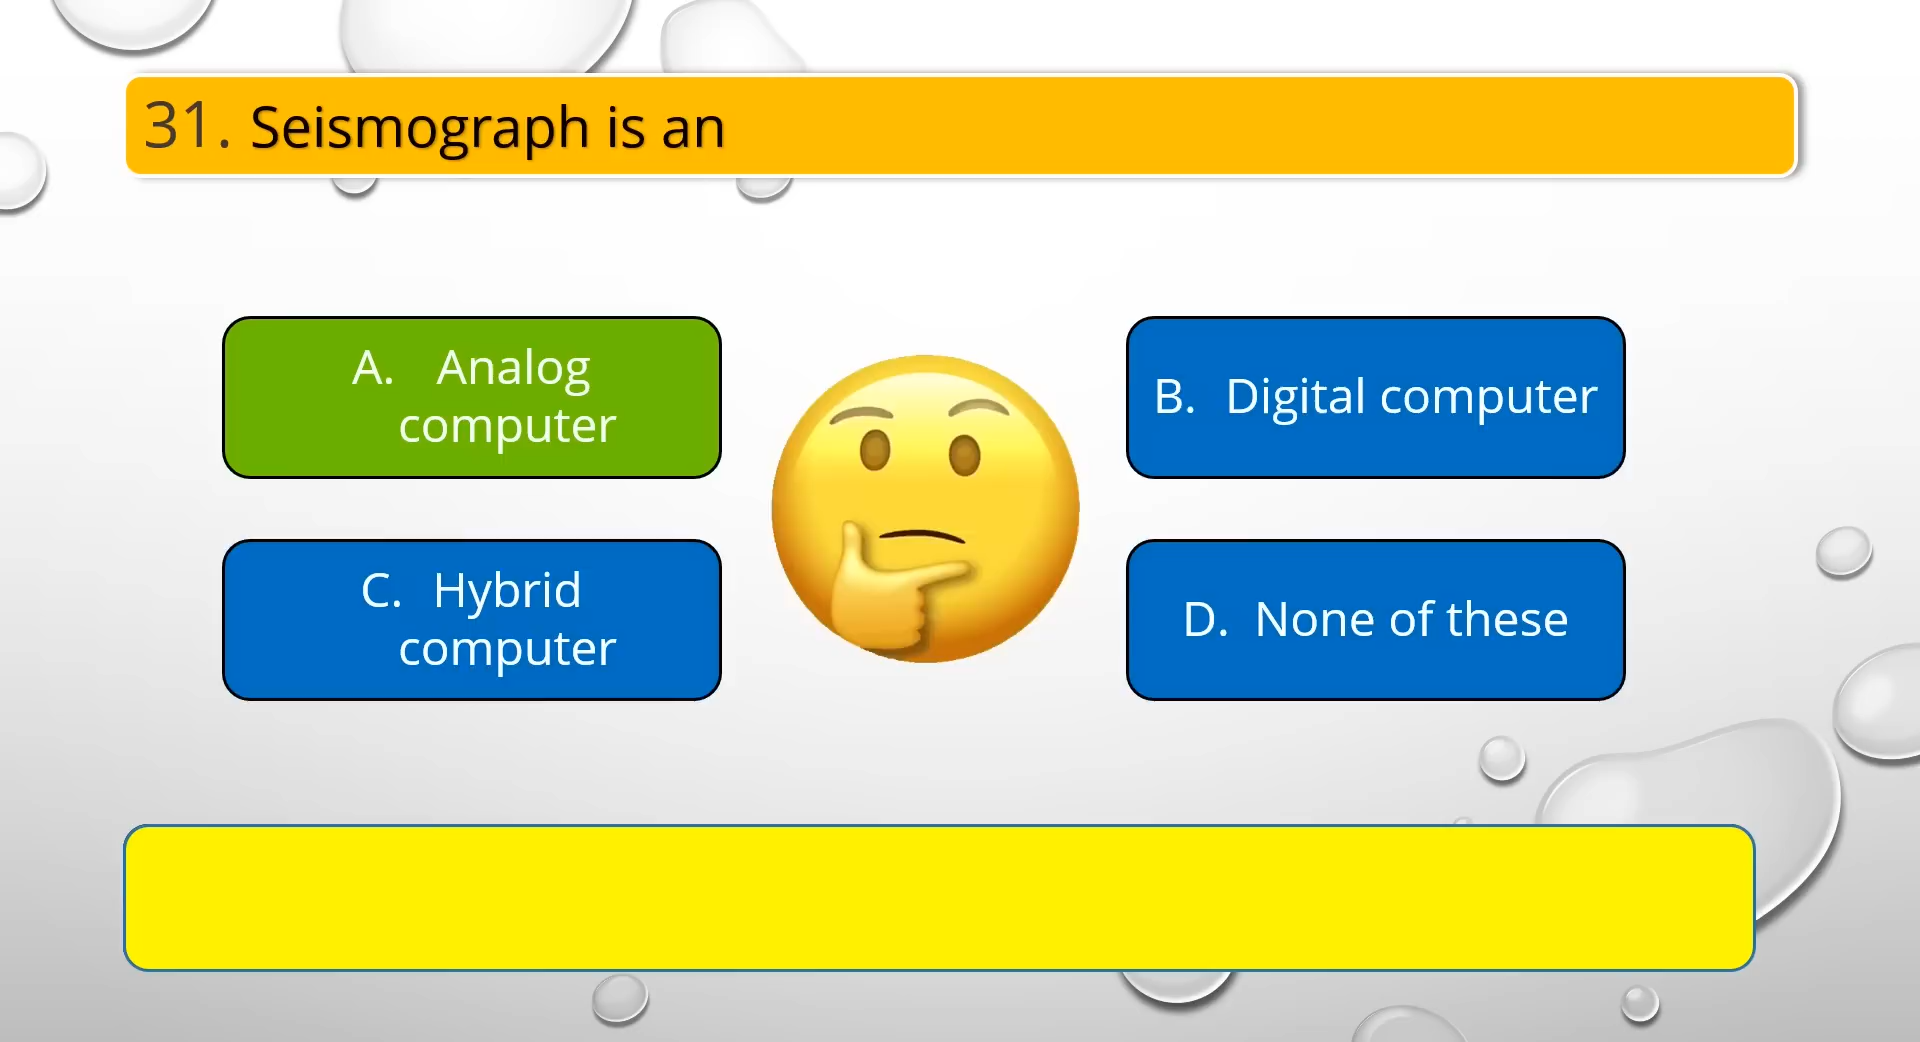 31. Seismograph is an
A. Analog
computer
B. Digital computer
C. Hybrid
computer
D. None of these